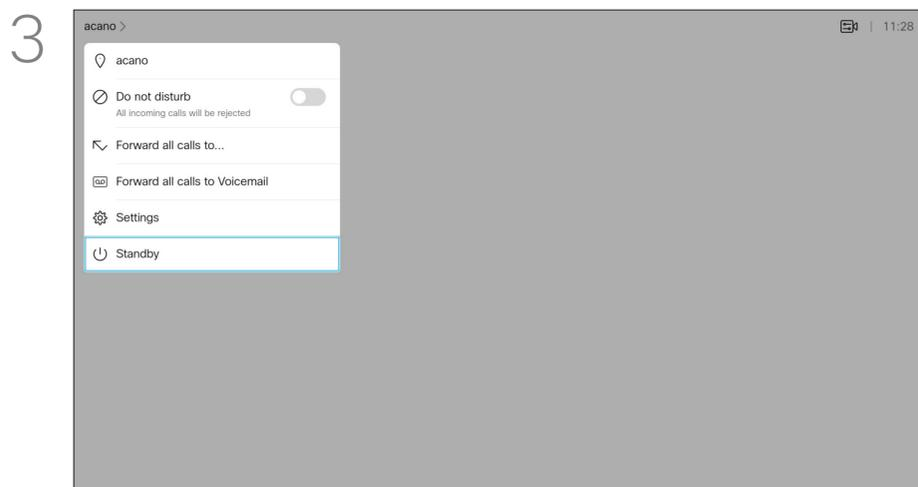 3
acano >
11:28
acano
Do not disturb
All incoming calls will be rejected
Forward all calls to...
Forward all calls to Voicemail
Settings
Standby